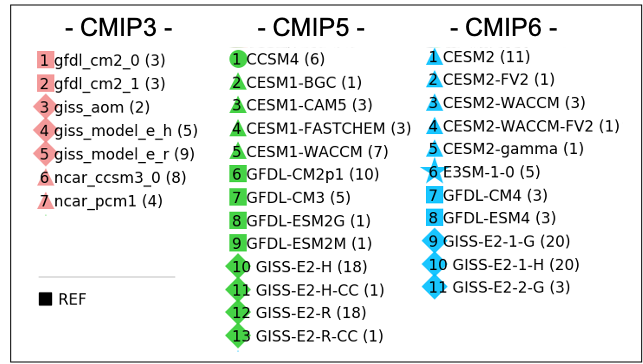 - CMIP3 -
1 gfdl_cm2_0 (3)
2 gfdl_cm2_1 (3)
3 giss_aom (2)
4 giss_model_e_h (5)
5 giss_model_e_r (9)
6 ncar_ccsm3_0 (8)
7 ncar_pcm1 (4)
REF
- CMIP5 -
1 CCSM4 (6)
2 CESM1-BGC (1)
3 CESM1-CAM5 (3)
4 CESM1-FASTCHEM (3)
5 CESM1-WACCM (7)
6 GFDL-CM2p1 (10)
7 GFDL-CM3 (5)
8 GFDL-ESM2G (1)
9 GFDL-ESM2M (1)
10 GISS-E2-H (18)
11 GISS-E2-H-CC (1)
12 GISS-E2-R (18)
13 GISS-E2-R-CC (1)
- CMIP6 -
1 CESM2 (11)
2 CESM2-FV2 (1)
3 CESM2-WACCM (3)
4 CESM2-WACCM-FV2 (1)
5 CESM2-gamma (1)
6 E3SM-1-0 (5)
7 GFDL-CM4 (3)
8 GFDL-ESM4 (3)
9 GISS-E2-1-G (20)
10 GISS-E2-1-H (20)
11 GISS-E2-2-G (3)